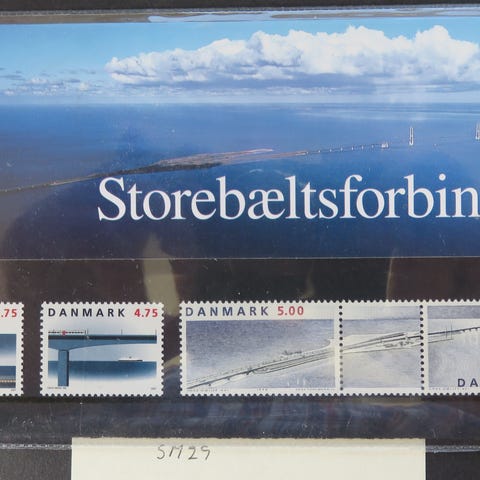 Storebæltsforbin
.75
DANMARK 4.75
DANMARK 5.00
DA
SM29